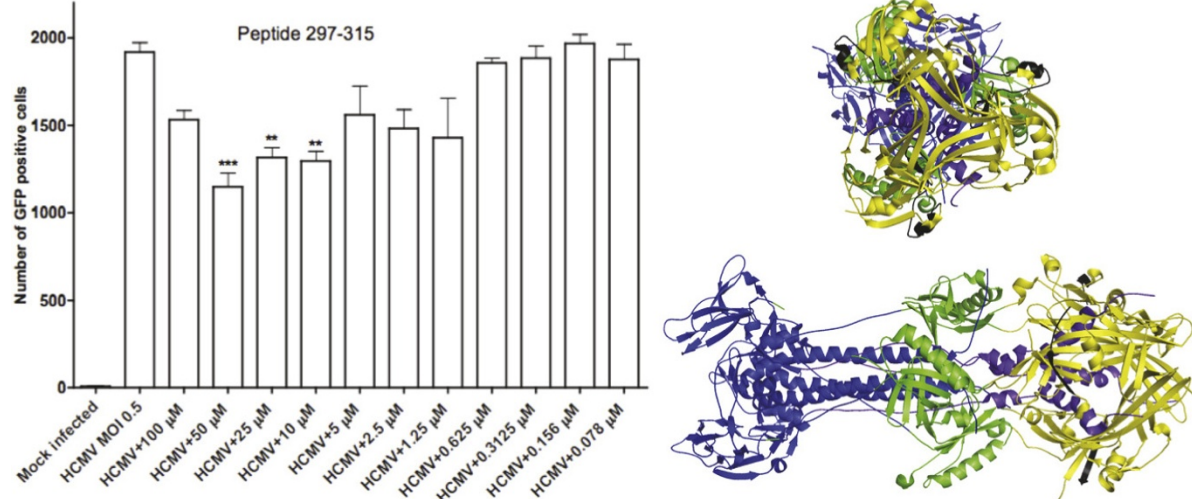 Peptide 297-315
Number of GFP positive cells
2000
1500
1000
500
0
***
**
**
Mock infected
HCMV MOI 0.5
HCMV+100 µM
HCMV+50 µM
HCMV+25 µM
HCMV+10 µM
HCMV+5 µM
HCMV+2.5 µM
HCMV+1.25 µM
HCMV+0.625 µM
HCMV+0.3125 µM
HCMV+0.156 µM
HCMV+0.078 µM